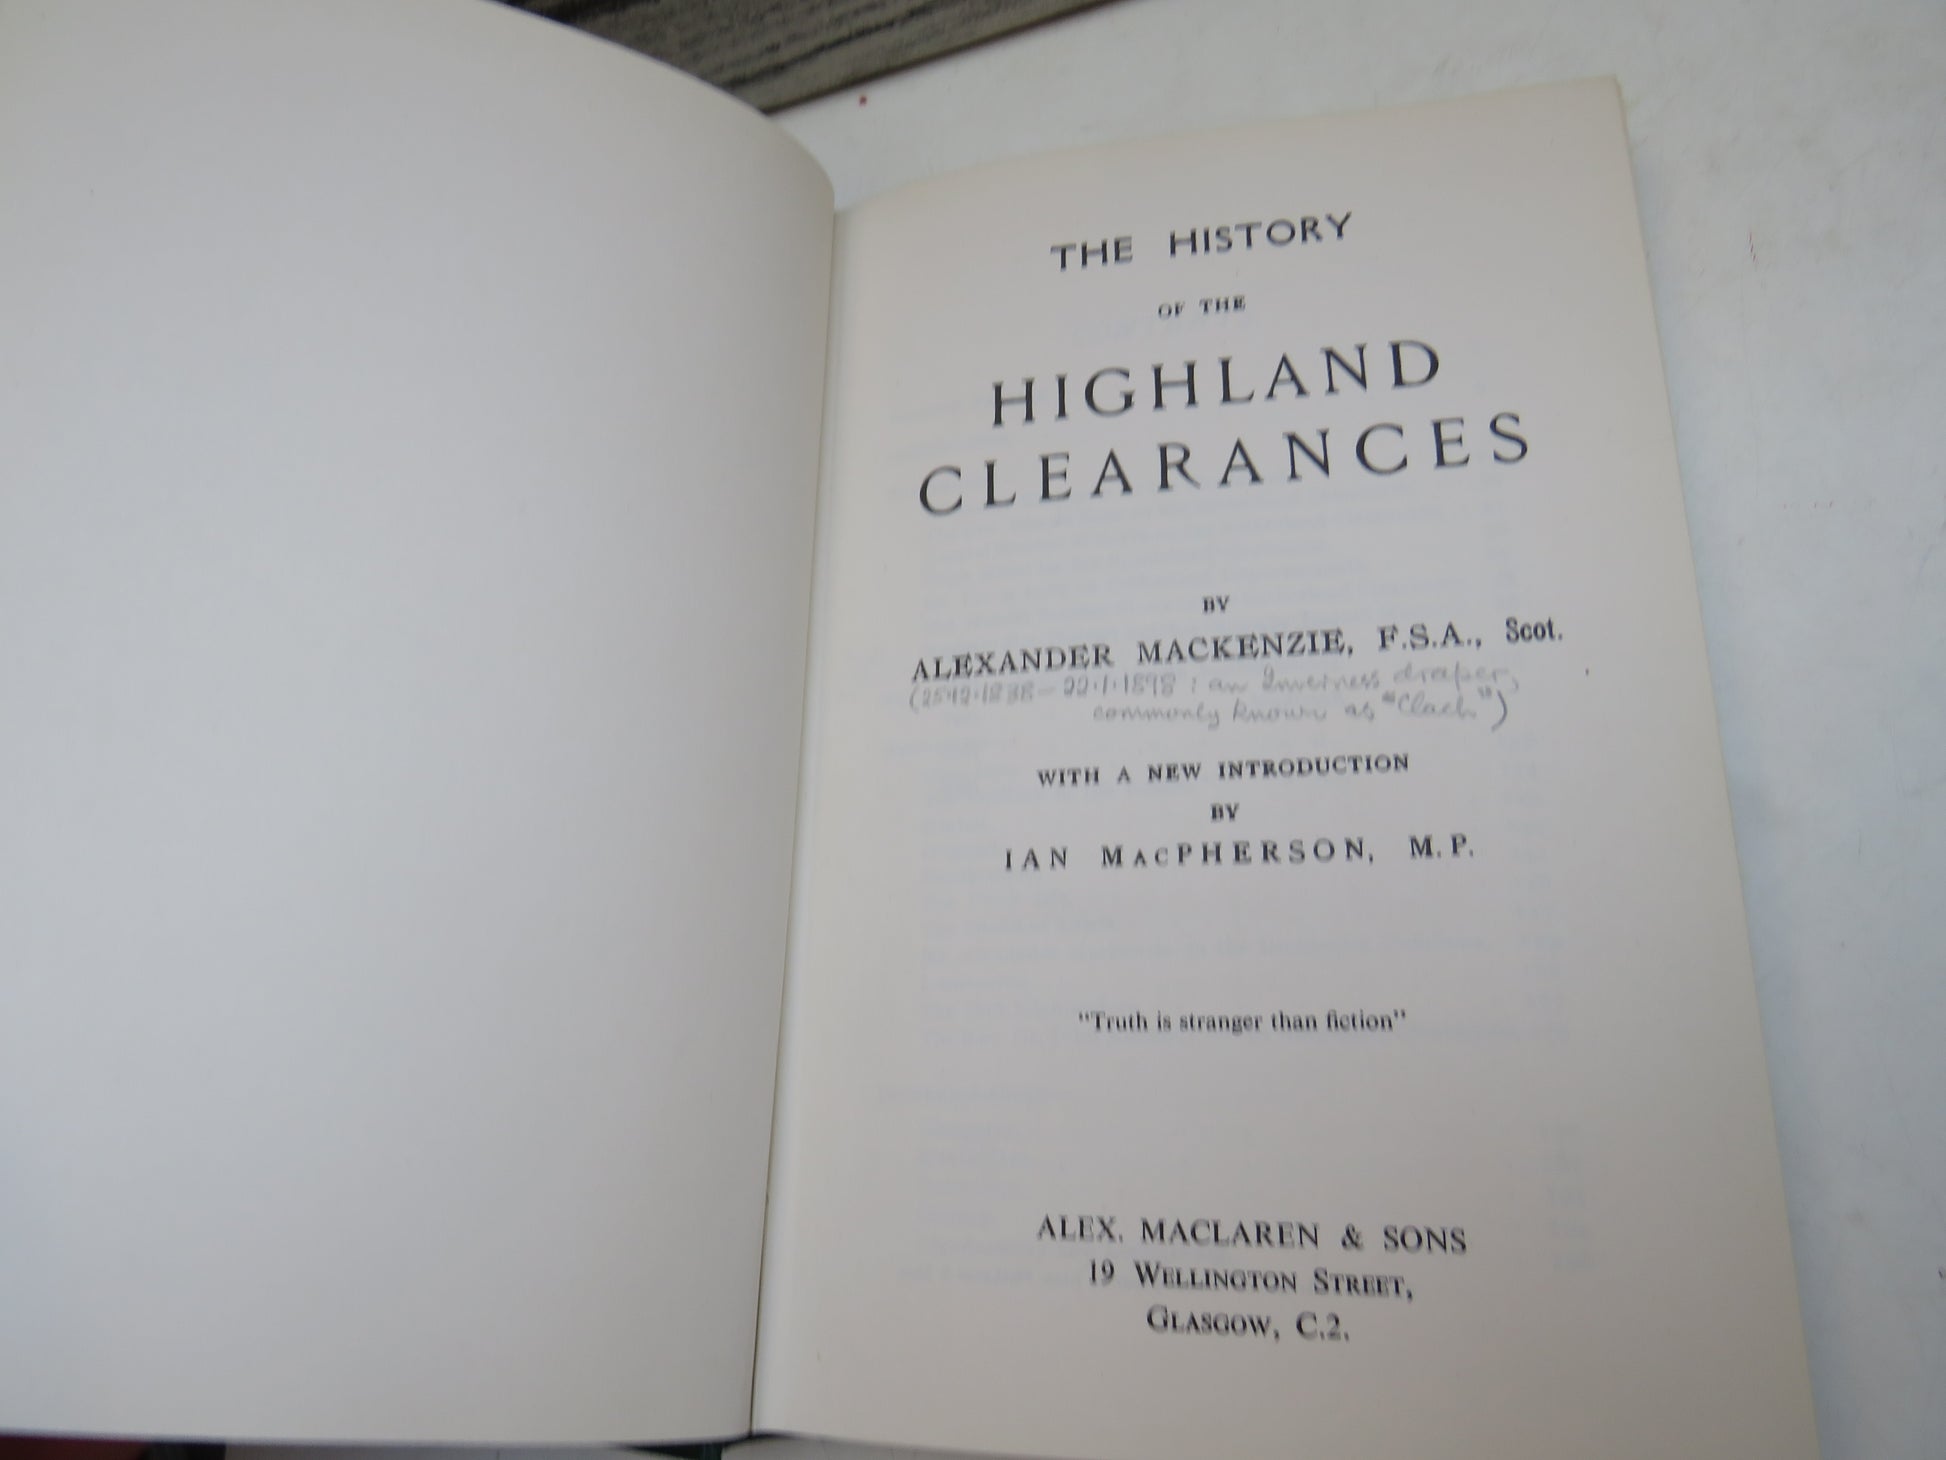 THE HISTORY
OF THE
HIGHLAND
CLEARANCES
BY
ALEXANDER MACKENZIE, F.S.A., Scot.
(25·12·1838 – 22·1·1898 : an Inverness draper,
commonly known as "Clach")
WITH A NEW INTRODUCTION
BY
IAN MACPHERSON, M.P.
"Truth is stranger than fiction"
ALEX. MACLAREN & SONS
19 WELLINGTON STREET,
GLASGOW, C.2.